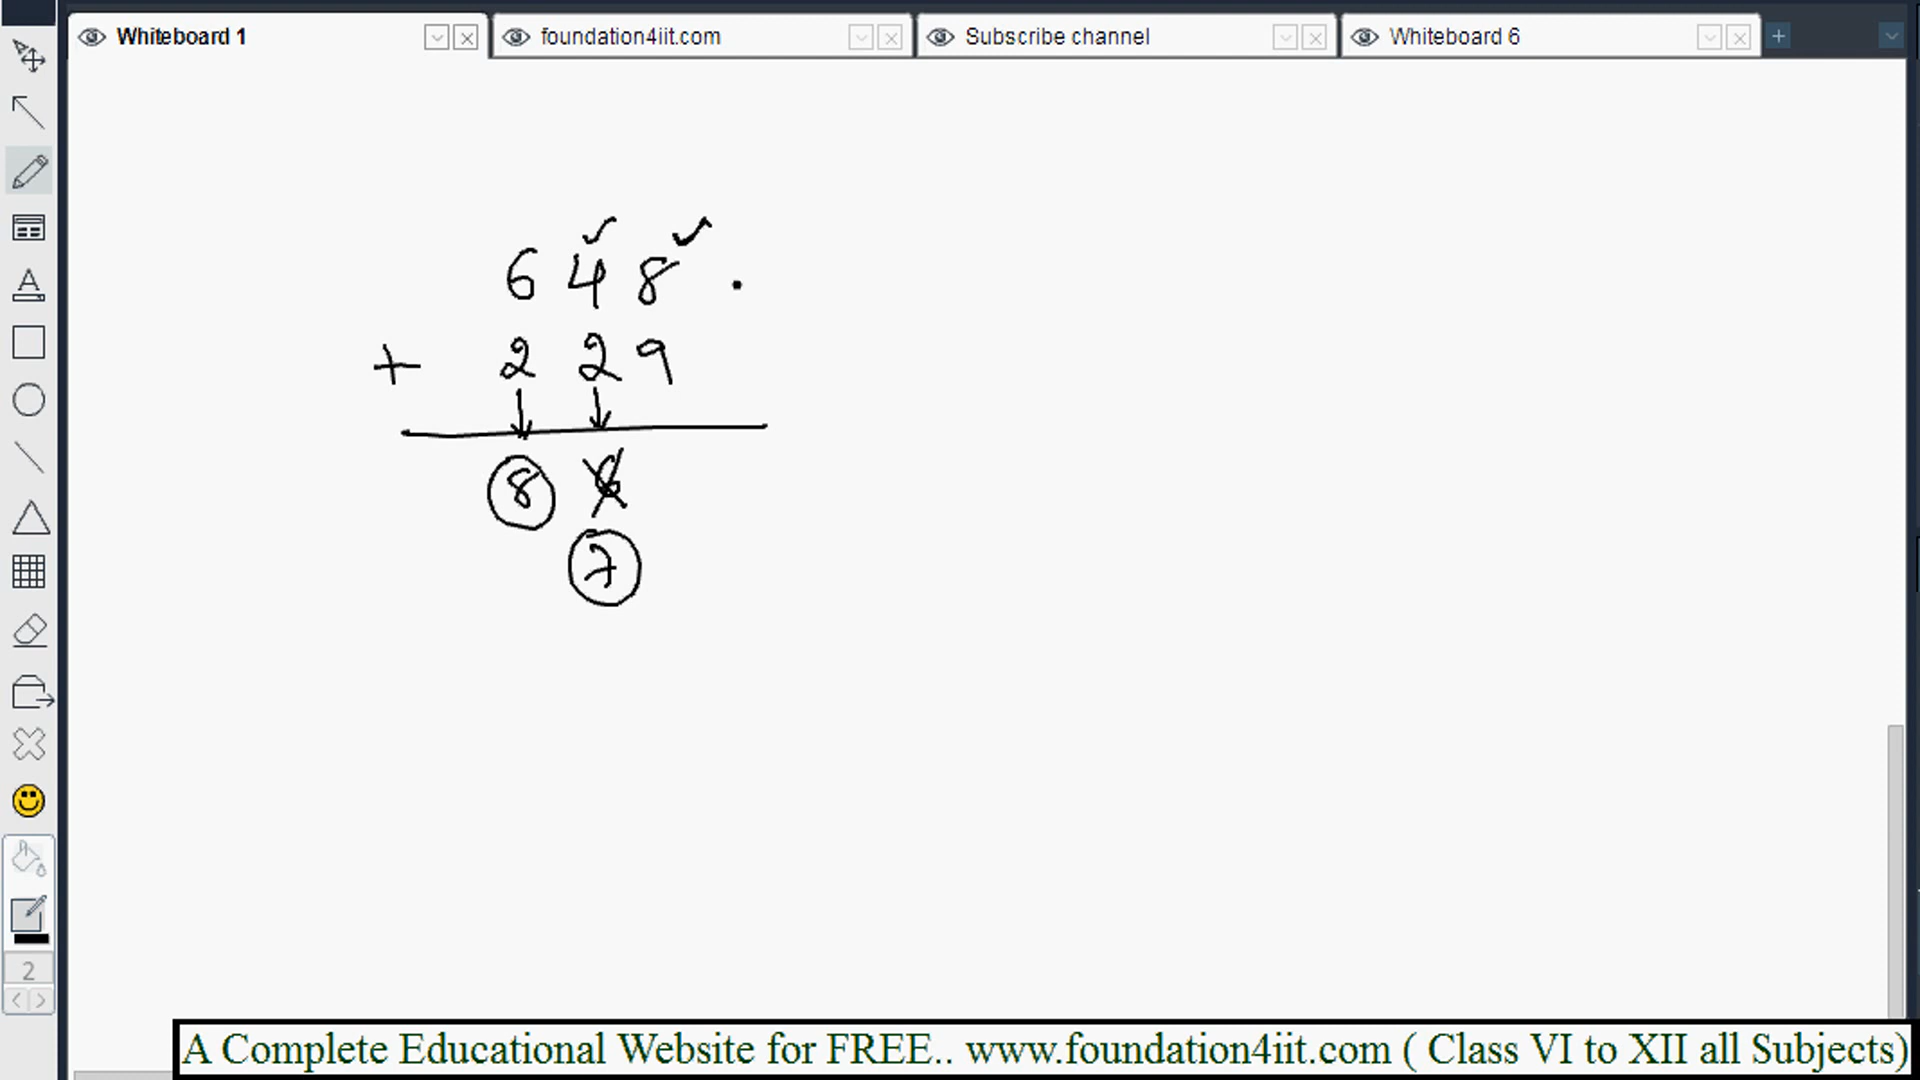 Whiteboard 1 foundation4iit.com Subscribe channel Whiteboard 6
6 4 8 .
+ 2 2 9
8 6
7
2
A Complete Educational Website for FREE.. www.foundation4iit.com ( Class VI to XII all Subjects)